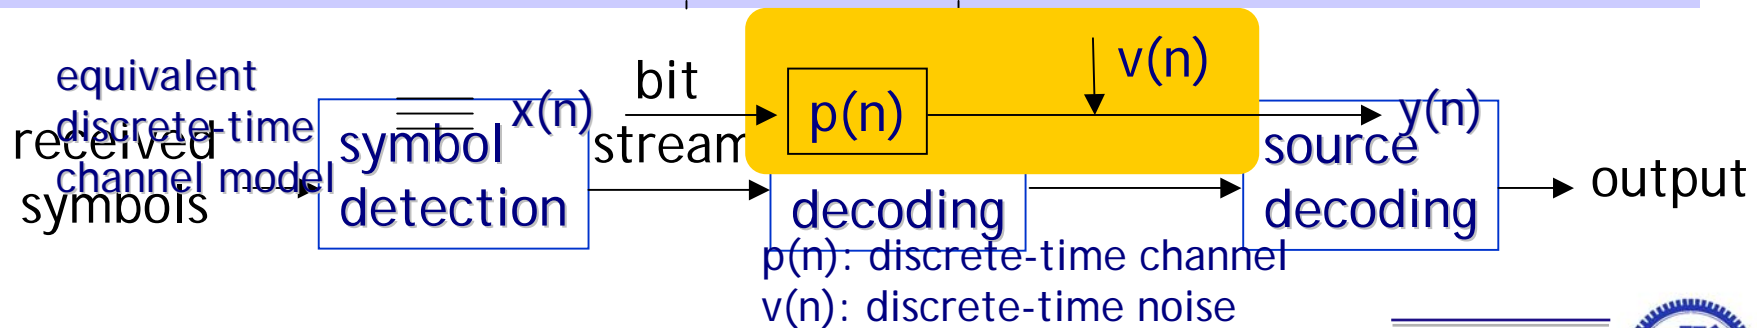 equivalent
discrete-time
channel model
≡
x(n)
p(n)
v(n)
y(n)
received
symbols
symbol
detection
bit
stream
decoding
source
decoding
output
p(n): discrete-time channel
v(n): discrete-time noise